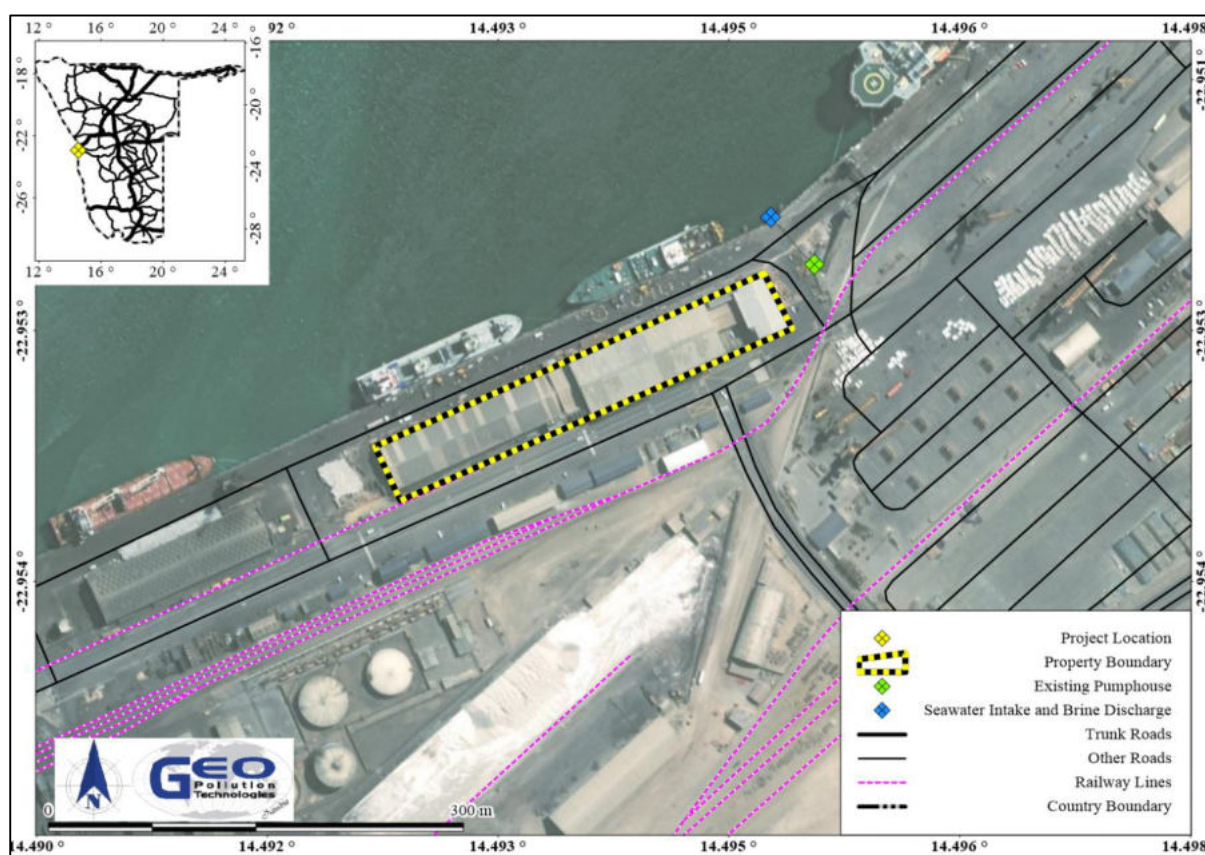 12 ° 16 ° 20 ° 24 °
92 ° 14.493 ° 14.495 ° 14.496 ° 14.498 °
-16 °
-18 °
-20 °
-22 °
-24 °
-26 °
-28 °
12 ° 16 ° 20 ° 24 °
-22.951 °
-22.953 ° -22.953 °
-22.954 ° -22.954 °
Project Location
Property Boundary
Existing Pumphouse
Seawater Intake and Brine Discharge
Trunk Roads
Other Roads
Railway Lines
Country Boundary
N
GEO
Pollution
Technologies
0 300 m
14.490 ° 14.492 ° 14.493 ° 14.495 ° 14.496 ° 14.498 °